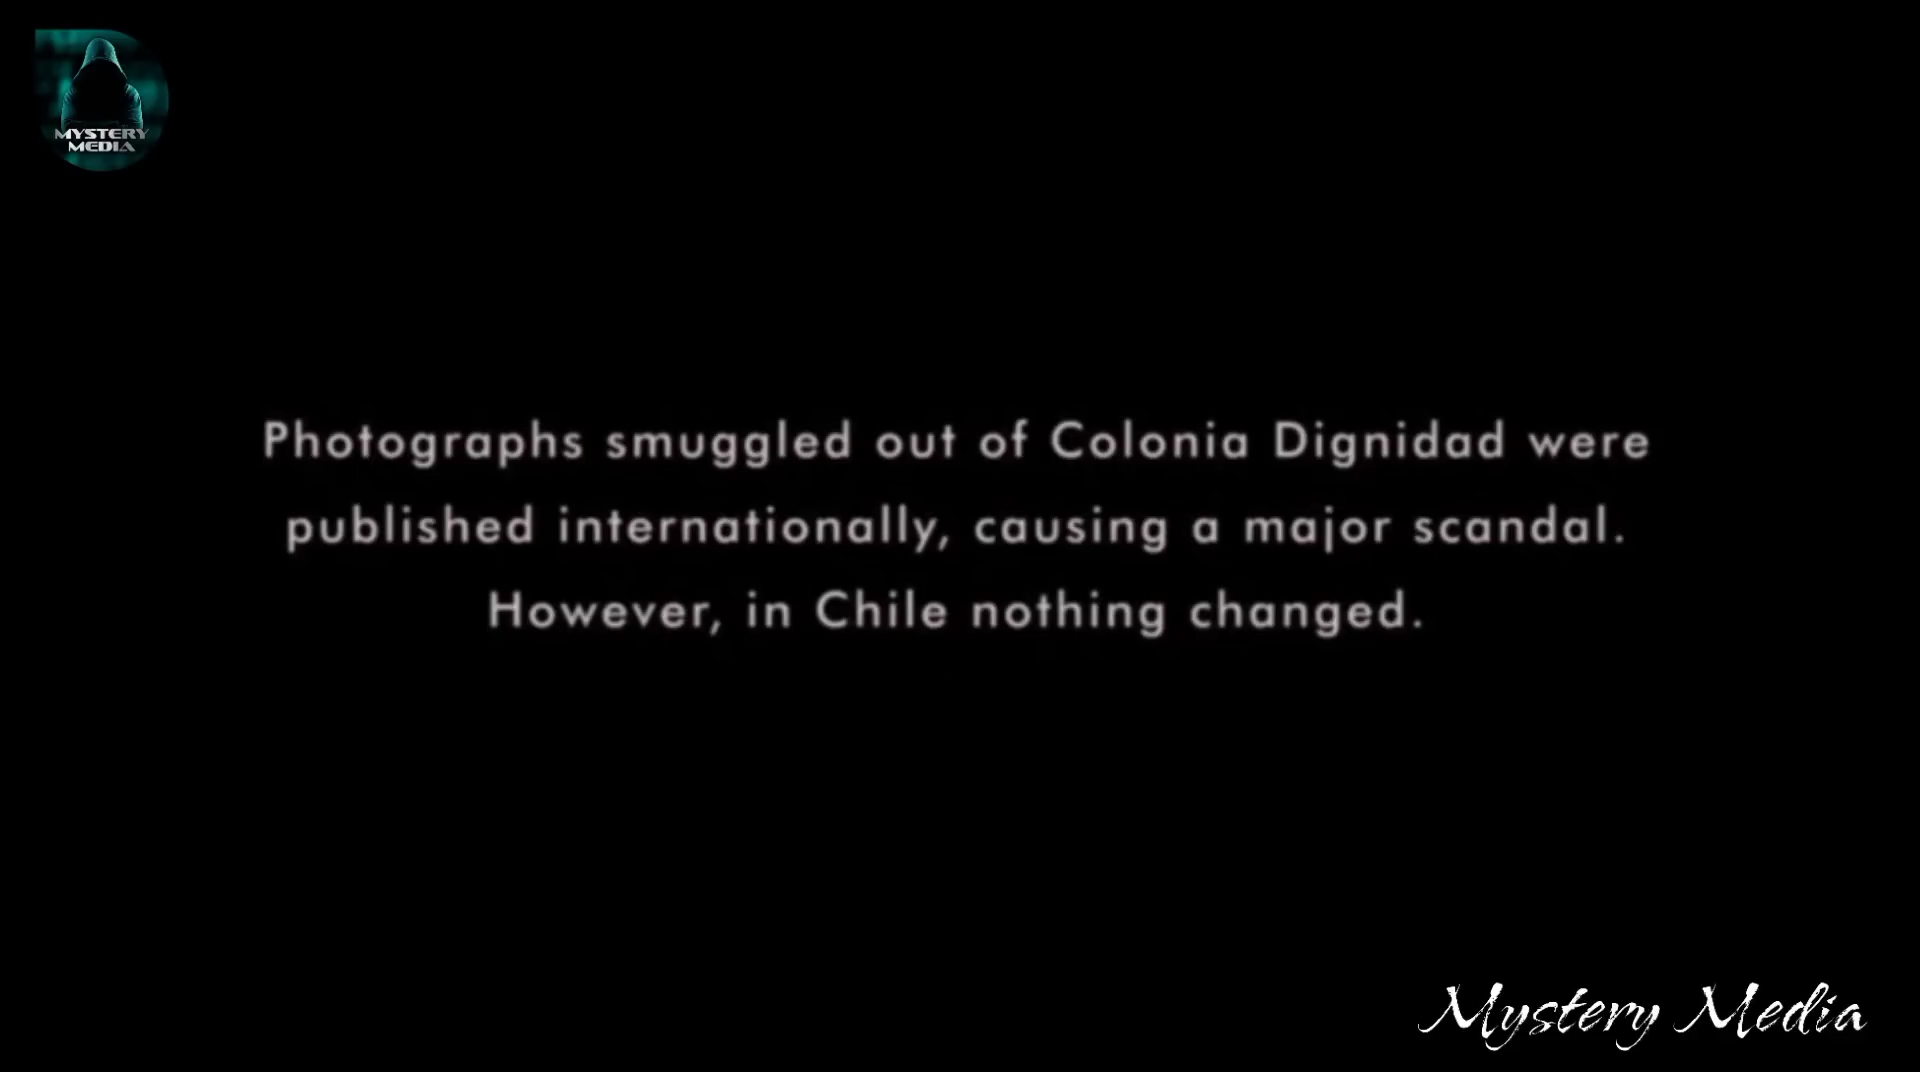 MYSTERY
MEDIA
Photographs smuggled out of Colonia Dignidad were
published internationally, causing a major scandal.
However, in Chile nothing changed.
Mystery Media